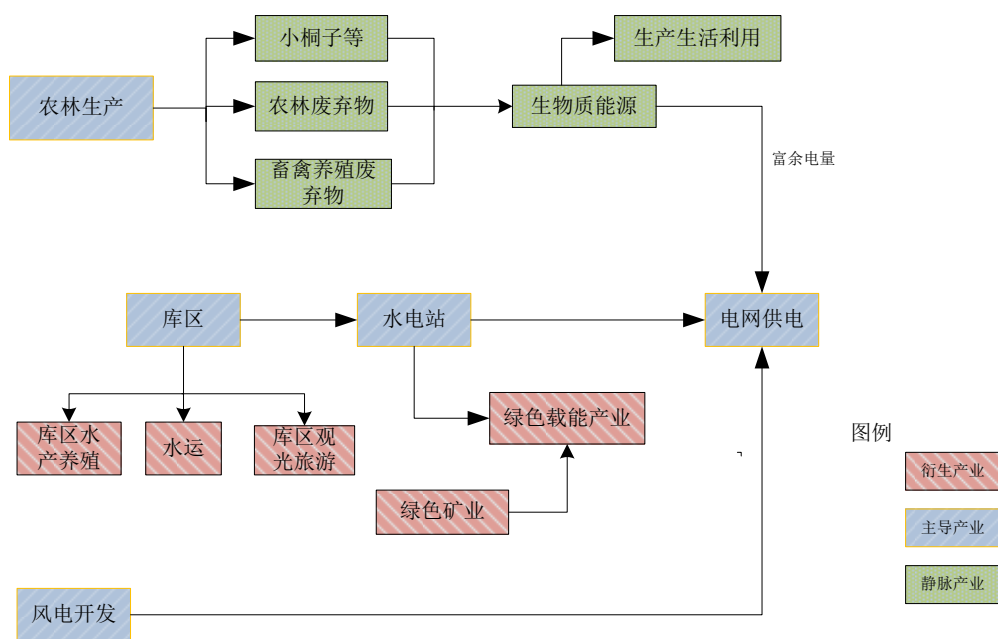 小桐子等
生产生活利用
农林生产
农林废弃物
生物质能源
畜禽养殖废
弃物
富余电量
库区
水电站
电网供电
库区水
产养殖
水运
库区观
光旅游
绿色载能产业
绿色矿业
风电开发
图例
衍生产业
主导产业
静脉产业